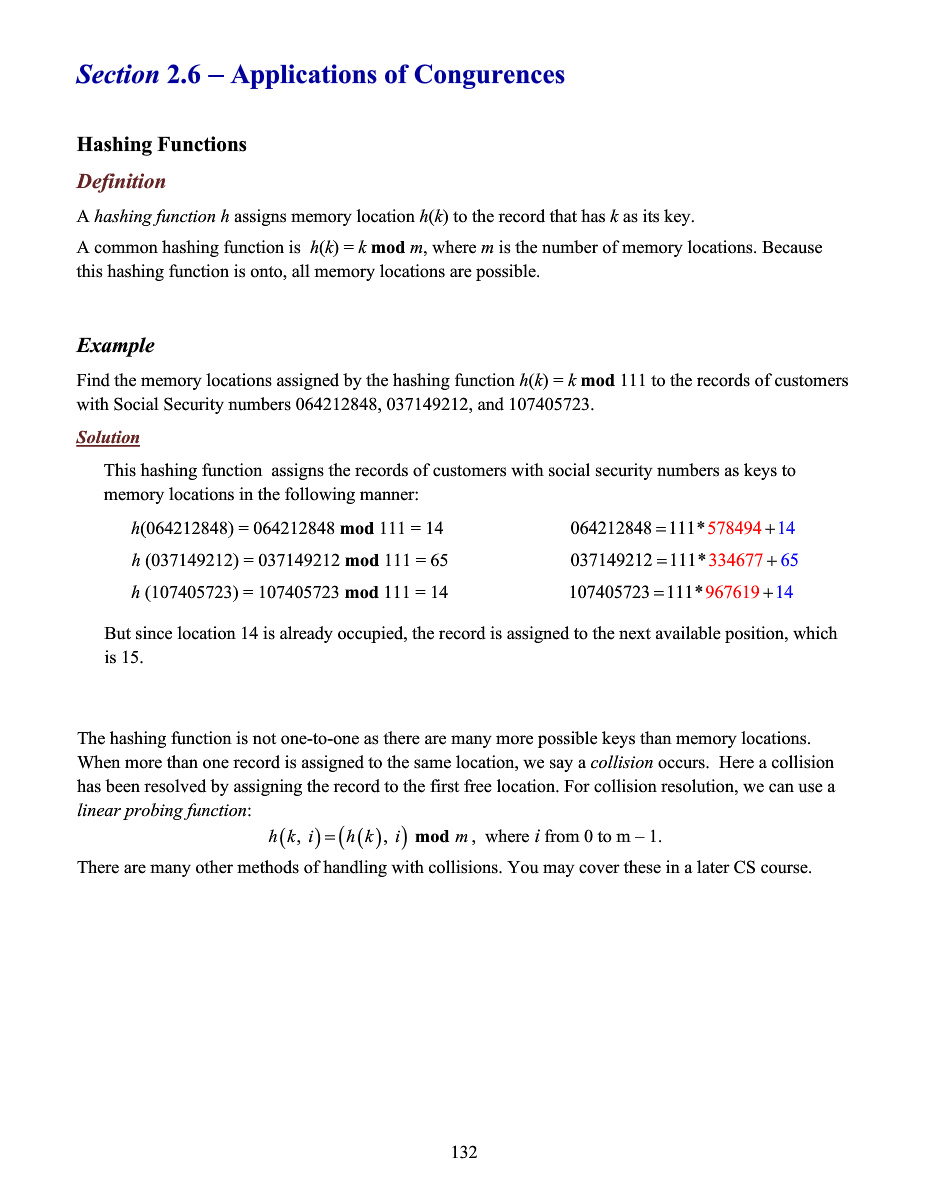 Section 2.6 – Applications of Congurences
Hashing Functions
Definition
A hashing function h assigns memory location h(k) to the record that has k as its key.
A common hashing function is h(k) = k mod m, where m is the number of memory locations. Because
this hashing function is onto, all memory locations are possible.
Example
Find the memory locations assigned by the hashing function h(k) = k mod 111 to the records of customers
with Social Security numbers 064212848, 037149212, and 107405723.
Solution
This hashing function assigns the records of customers with social security numbers as keys to
memory locations in the following manner:
h(064212848) = 064212848 mod 111 = 14 064212848 = 111* 578494 + 14
h (037149212) = 037149212 mod 111 = 65 037149212 = 111* 334677 + 65
h (107405723) = 107405723 mod 111 = 14 107405723 = 111* 967619 + 14
But since location 14 is already occupied, the record is assigned to the next available position, which
is 15.
The hashing function is not one-to-one as there are many more possible keys than memory locations.
When more than one record is assigned to the same location, we say a collision occurs. Here a collision
has been resolved by assigning the record to the first free location. For collision resolution, we can use a
linear probing function:
h(k, i) = (h(k), i) mod m, where i from 0 to m – 1.
There are many other methods of handling with collisions. You may cover these in a later CS course.
132